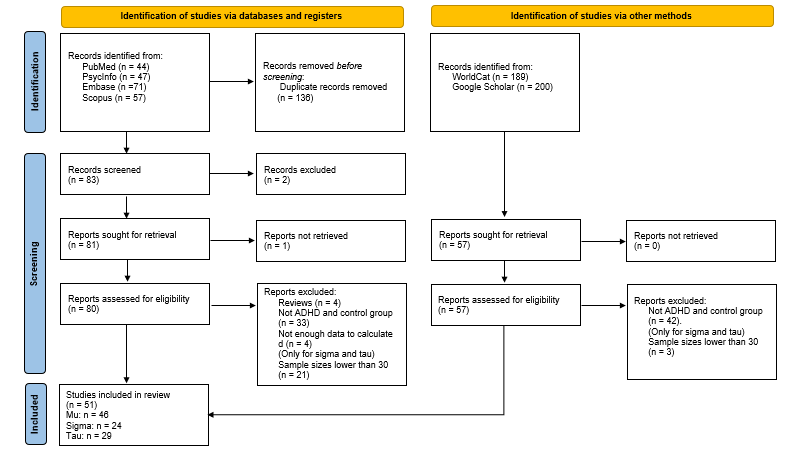 Identification of studies via databases and registers
Identification of studies via other methods
Identification
Records identified from:
PubMed (n = 44)
PsycInfo (n = 47)
Embase (n =71)
Scopus (n = 57)
Records removed before
screening:
Duplicate records removed
(n = 136)
Records identified from:
WorldCat (n = 189)
Google Scholar (n = 200)
Screening
Records screened
(n = 83)
Records excluded
(n = 2)
Reports sought for retrieval
(n = 81)
Reports not retrieved
(n = 1)
Reports sought for retrieval
(n = 57)
Reports not retrieved
(n = 0)
Reports assessed for eligibility
(n = 80)
Reports excluded:
Reviews (n = 4)
Not ADHD and control group
(n = 33)
Not enough data to calculate
d (n = 4)
(Only for sigma and tau)
Sample sizes lower than 30
(n = 21)
Reports assessed for eligibility
(n = 57)
Reports excluded:
Not ADHD and control group
(n = 42).
(Only for sigma and tau)
Sample sizes lower than 30
(n = 3)
Included
Studies included in review
(n = 51)
Mu: n = 46
Sigma: n = 24
Tau: n = 29